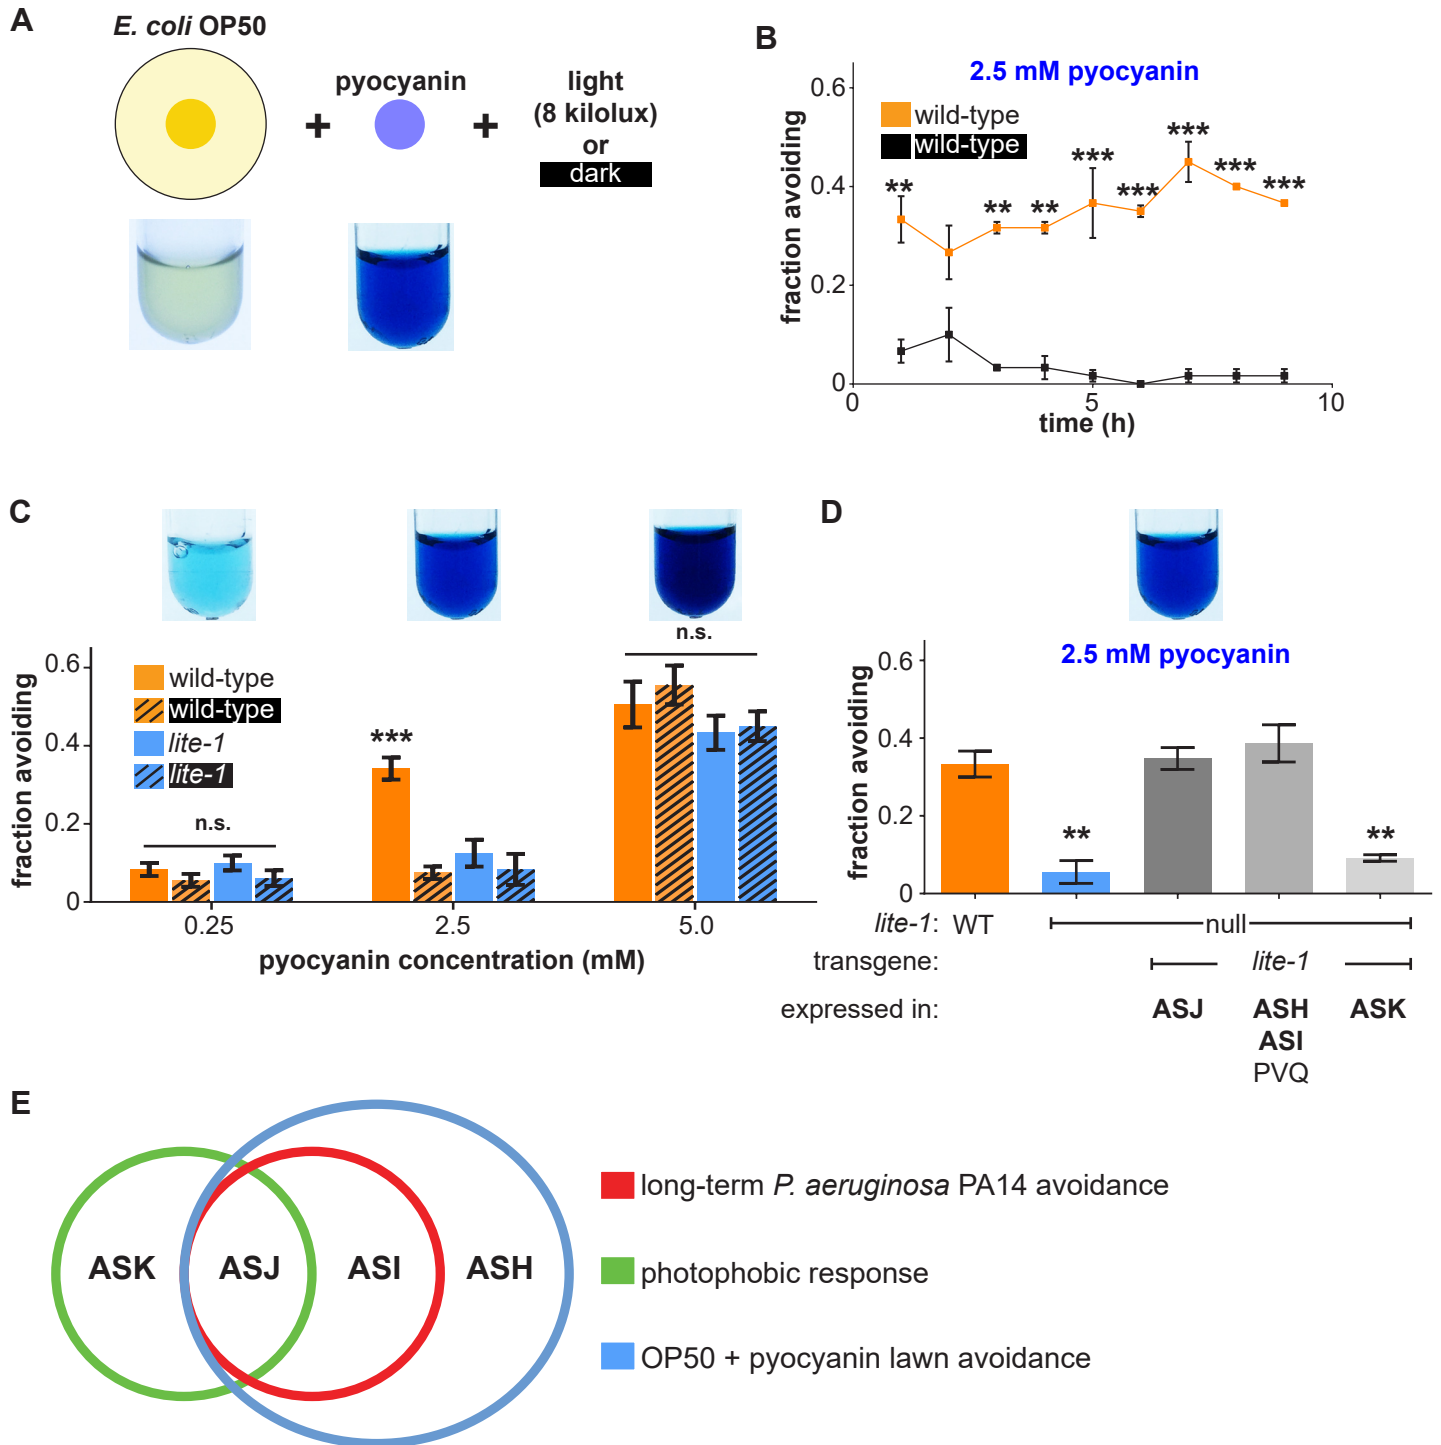 A
E. coli OP50
pyocyanin
+
+
light
(8 kilolux)
or
dark
B
2.5 mM pyocyanin
wild-type
wild-type
fraction avoiding
0.6
0.4
0.2
0
**
**
**
***
***
***
***
***
0
5
10
time (h)
C
n.s.
wild-type
wild-type
lite-1
lite-1
fraction avoiding
0.6
0.4
0.2
0
n.s.
***
0.25
2.5
5.0
pyocyanin concentration (mM)
D
2.5 mM pyocyanin
fraction avoiding
0.6
0.4
0.2
0
**
**
lite-1: WT null
transgene: lite-1
expressed in: ASJ ASH ASK
ASI
PVQ
E
ASK ASJ ASI ASH
long-term P. aeruginosa PA14 avoidance
photophobic response
OP50 + pyocyanin lawn avoidance